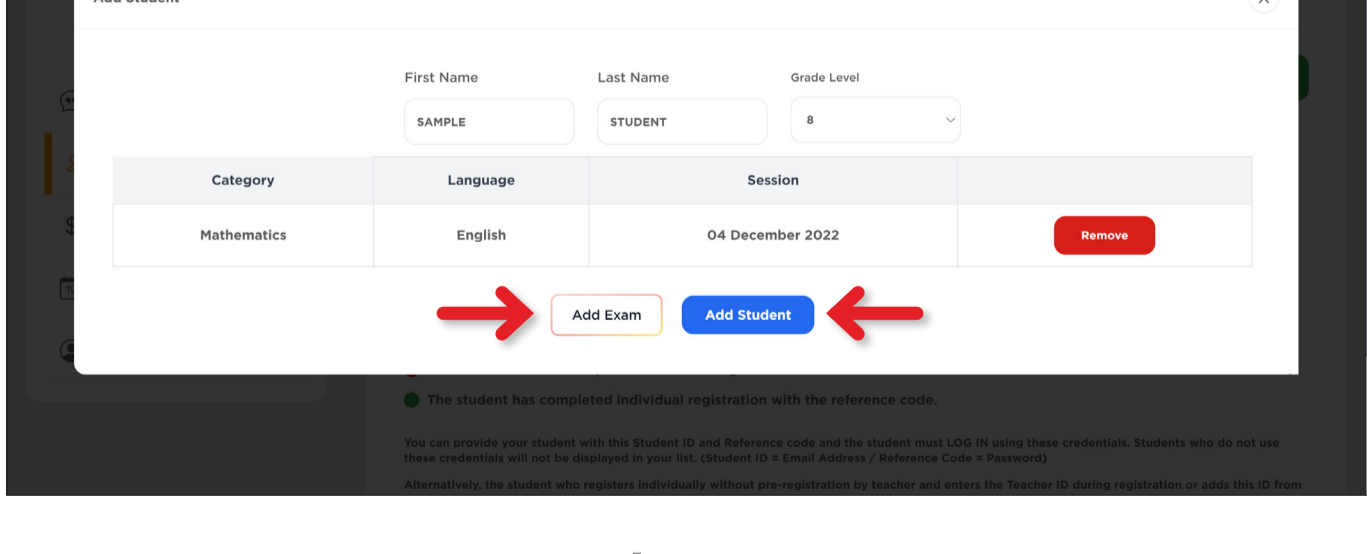 Add Student
First Name Last Name Grade Level
SAMPLE STUDENT 8
Category Language Session
Mathematics English 04 December 2022 Remove
Add Exam Add Student
The student has completed individual registration with the reference code.
You can provide your student with this Student ID and Reference code and the student must LOG IN using these credentials. Students who do not use
these credentials will not be displayed in your list. (Student ID = Email Address / Reference Code = Password)
Alternatively, the student who registers individually without pre-registration by teacher and enters the Teacher ID during registration or adds this ID from